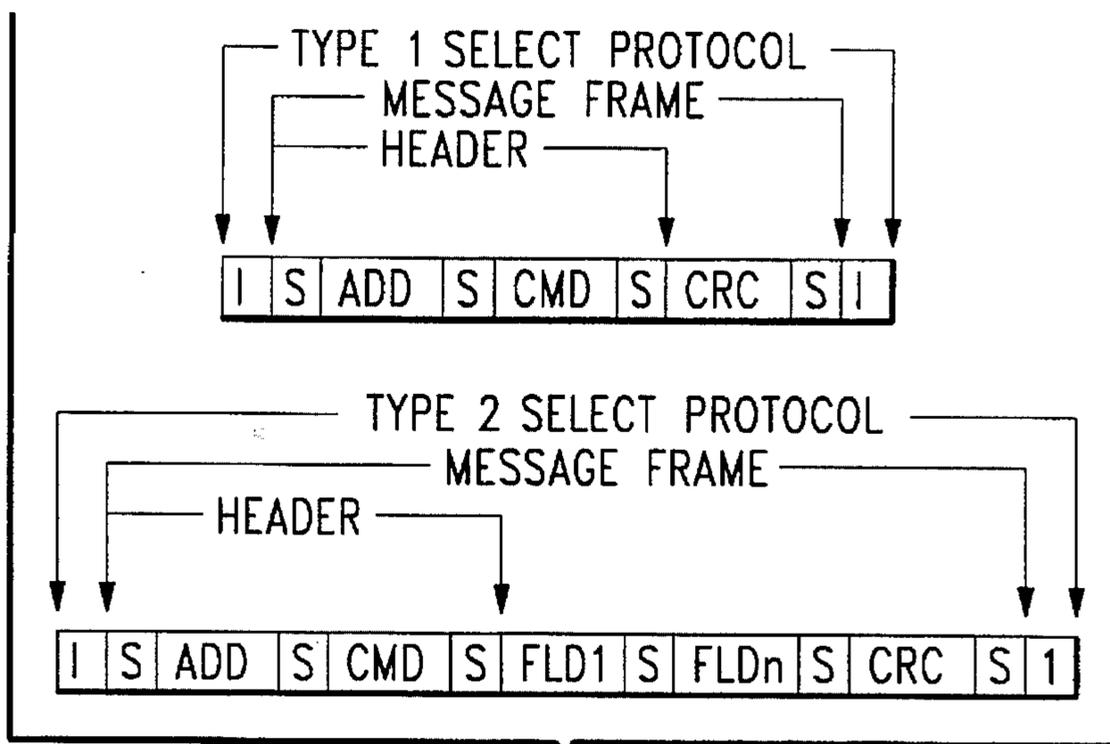 TYPE 1 SELECT PROTOCOL
MESSAGE FRAME
HEADER
I S ADD S CMD S CRC S I
TYPE 2 SELECT PROTOCOL
MESSAGE FRAME
HEADER
I S ADD S CMD S FLD1 S FLDn S CRC S 1